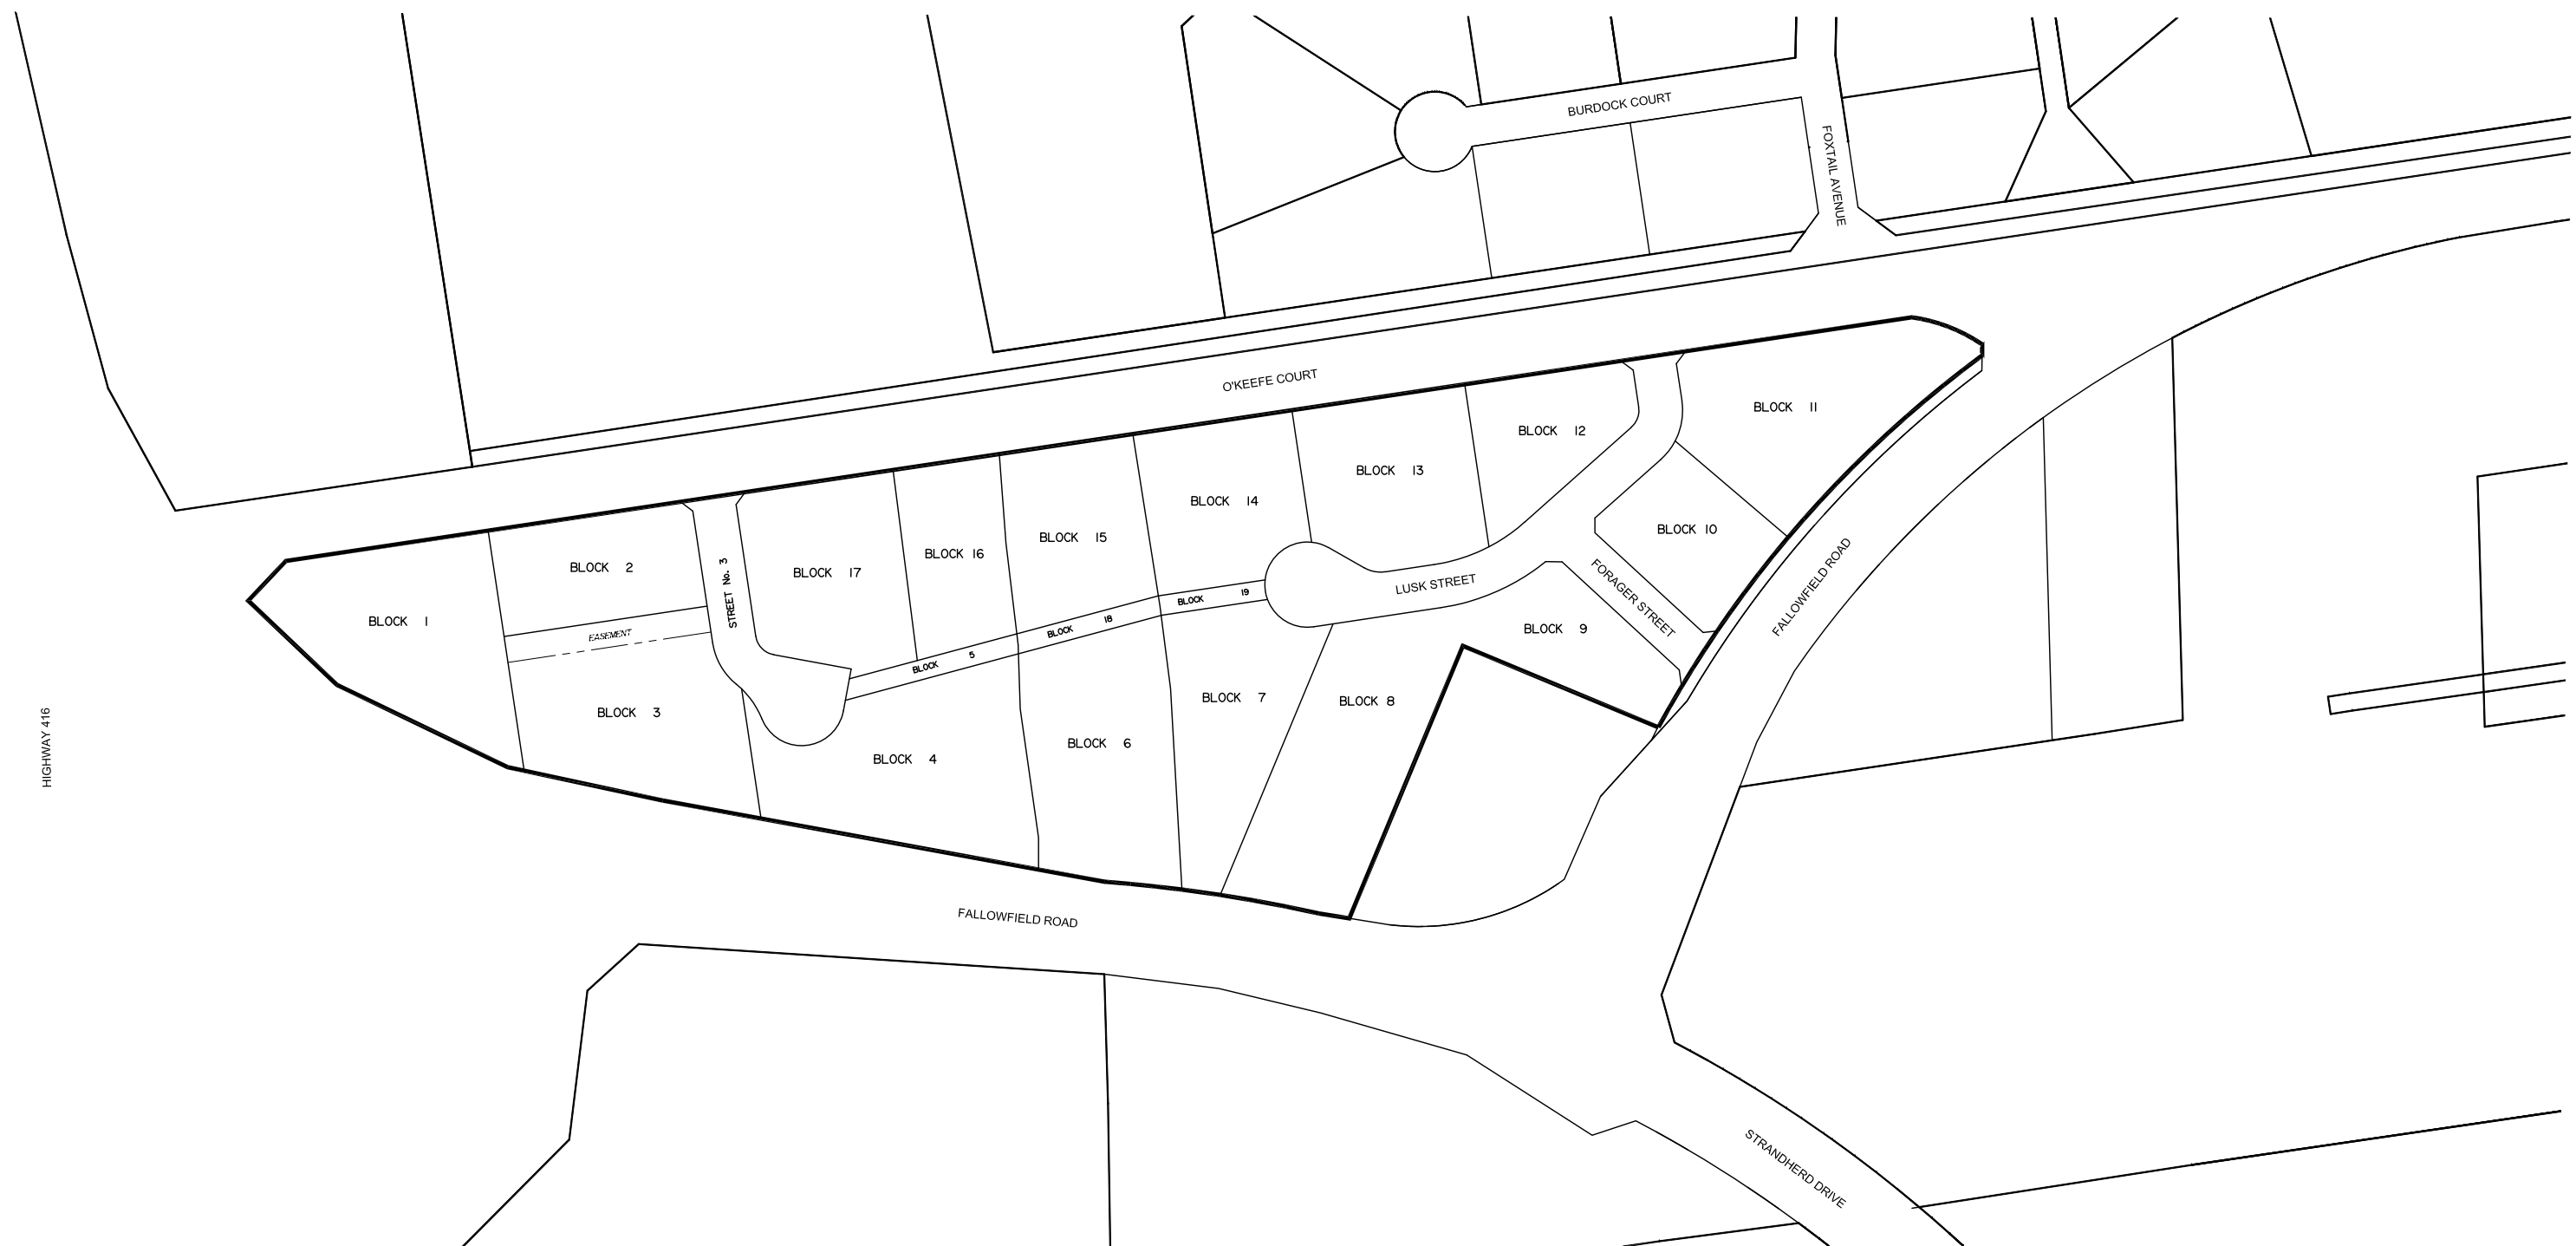 BURDOCK COURT
FOXTAIL AVENUE
O'KEEFE COURT
BLOCK 11
BLOCK 12
BLOCK 13
BLOCK 14
BLOCK 10
BLOCK 15
BLOCK 16
BLOCK 17
BLOCK 2
STREET No. 3
BLOCK 1
EASEMENT
LUSK STREET
FORAGER STREET
FALLOWFIELD ROAD
BLOCK 19
BLOCK 18
BLOCK 5
BLOCK 9
BLOCK 3
BLOCK 7
BLOCK 8
BLOCK 6
BLOCK 4
HIGHWAY 416
FALLOWFIELD ROAD
STRANDHERD DRIVE